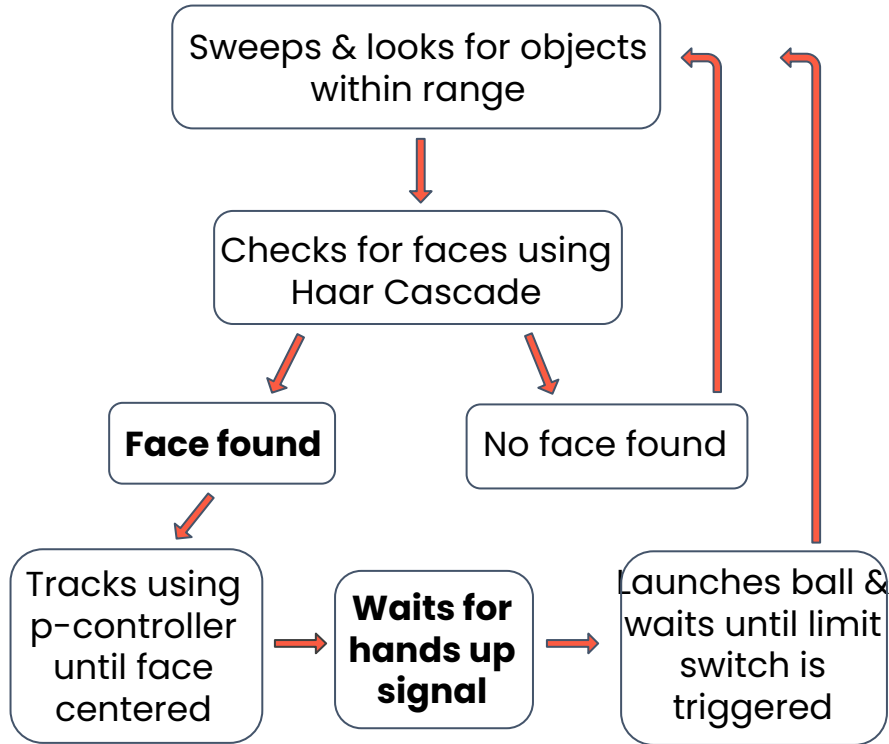 Sweeps & looks for objects
within range
Checks for faces using
Haar Cascade
Face found
No face found
Tracks using
p-controller
until face
centered
Waits for
hands up
signal
Launches ball &
waits until limit
switch is
triggered